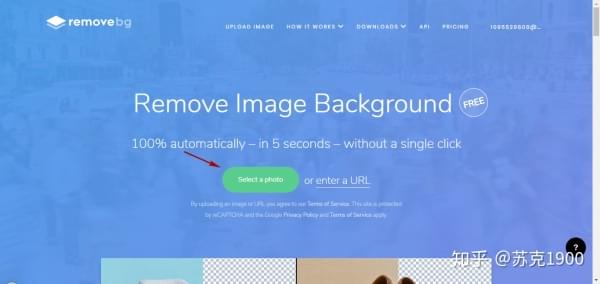 removebg
UPLOAD IMAGE HOW IT WORKS DOWNLOADS API PRICING
Remove Image Background FREE
100% automatically – in 5 seconds – without a single click
Select a photo or enter a URL
By uploading an image or URL you agree to our Terms of Service. This site is protected
by reCAPTCHA and the Google Privacy Policy and Terms of Service apply.
?
知乎 @苏克1900